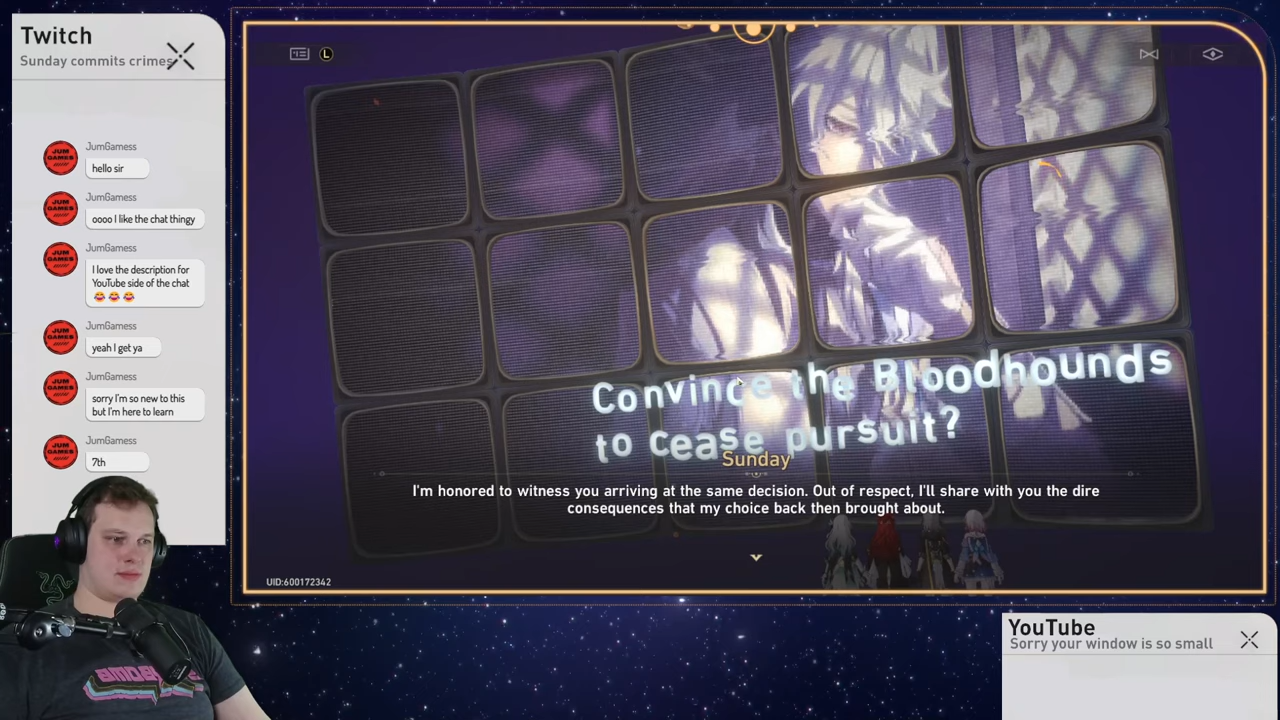 Twitch
Sunday commits crimes
JumGamess
hello sir
JumGamess
oooo I like the chat thingy
JumGamess
I love the description for
YouTube side of the chat
JumGamess
yeah I get ya
JumGamess
sorry I'm so new to this
but I'm here to learn
JumGamess
7th
JUM
GAMES
L
Convince the Bloodhounds
to cease pursuit?
Sunday
I'm honored to witness you arriving at the same decision. Out of respect, I'll share with you the dire
consequences that my choice back then brought about.
UID:600172342
YouTube
Sorry your window is so small